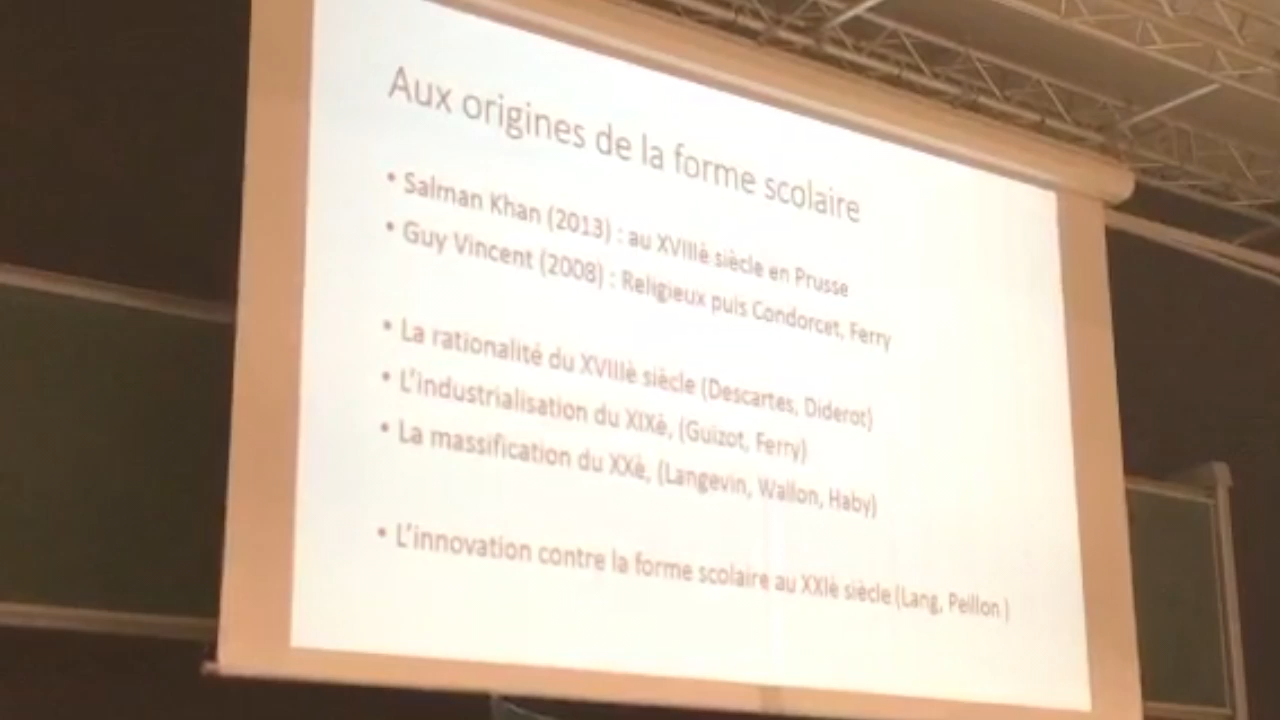 Aux origines de la forme scolaire
• Salman Khan (2013) : au XVIIIè siècle en Prusse
• Guy Vincent (2008) : Religieux puis Condorcet, Ferry
• La rationalité du XVIIIè siècle (Descartes, Diderot)
• L'industrialisation du XIXè, (Guizot, Ferry)
• La massification du XXè, (Langevin, Wallon, Haby)
• L'innovation contre la forme scolaire au XXIè siècle (Lang, Peillon )